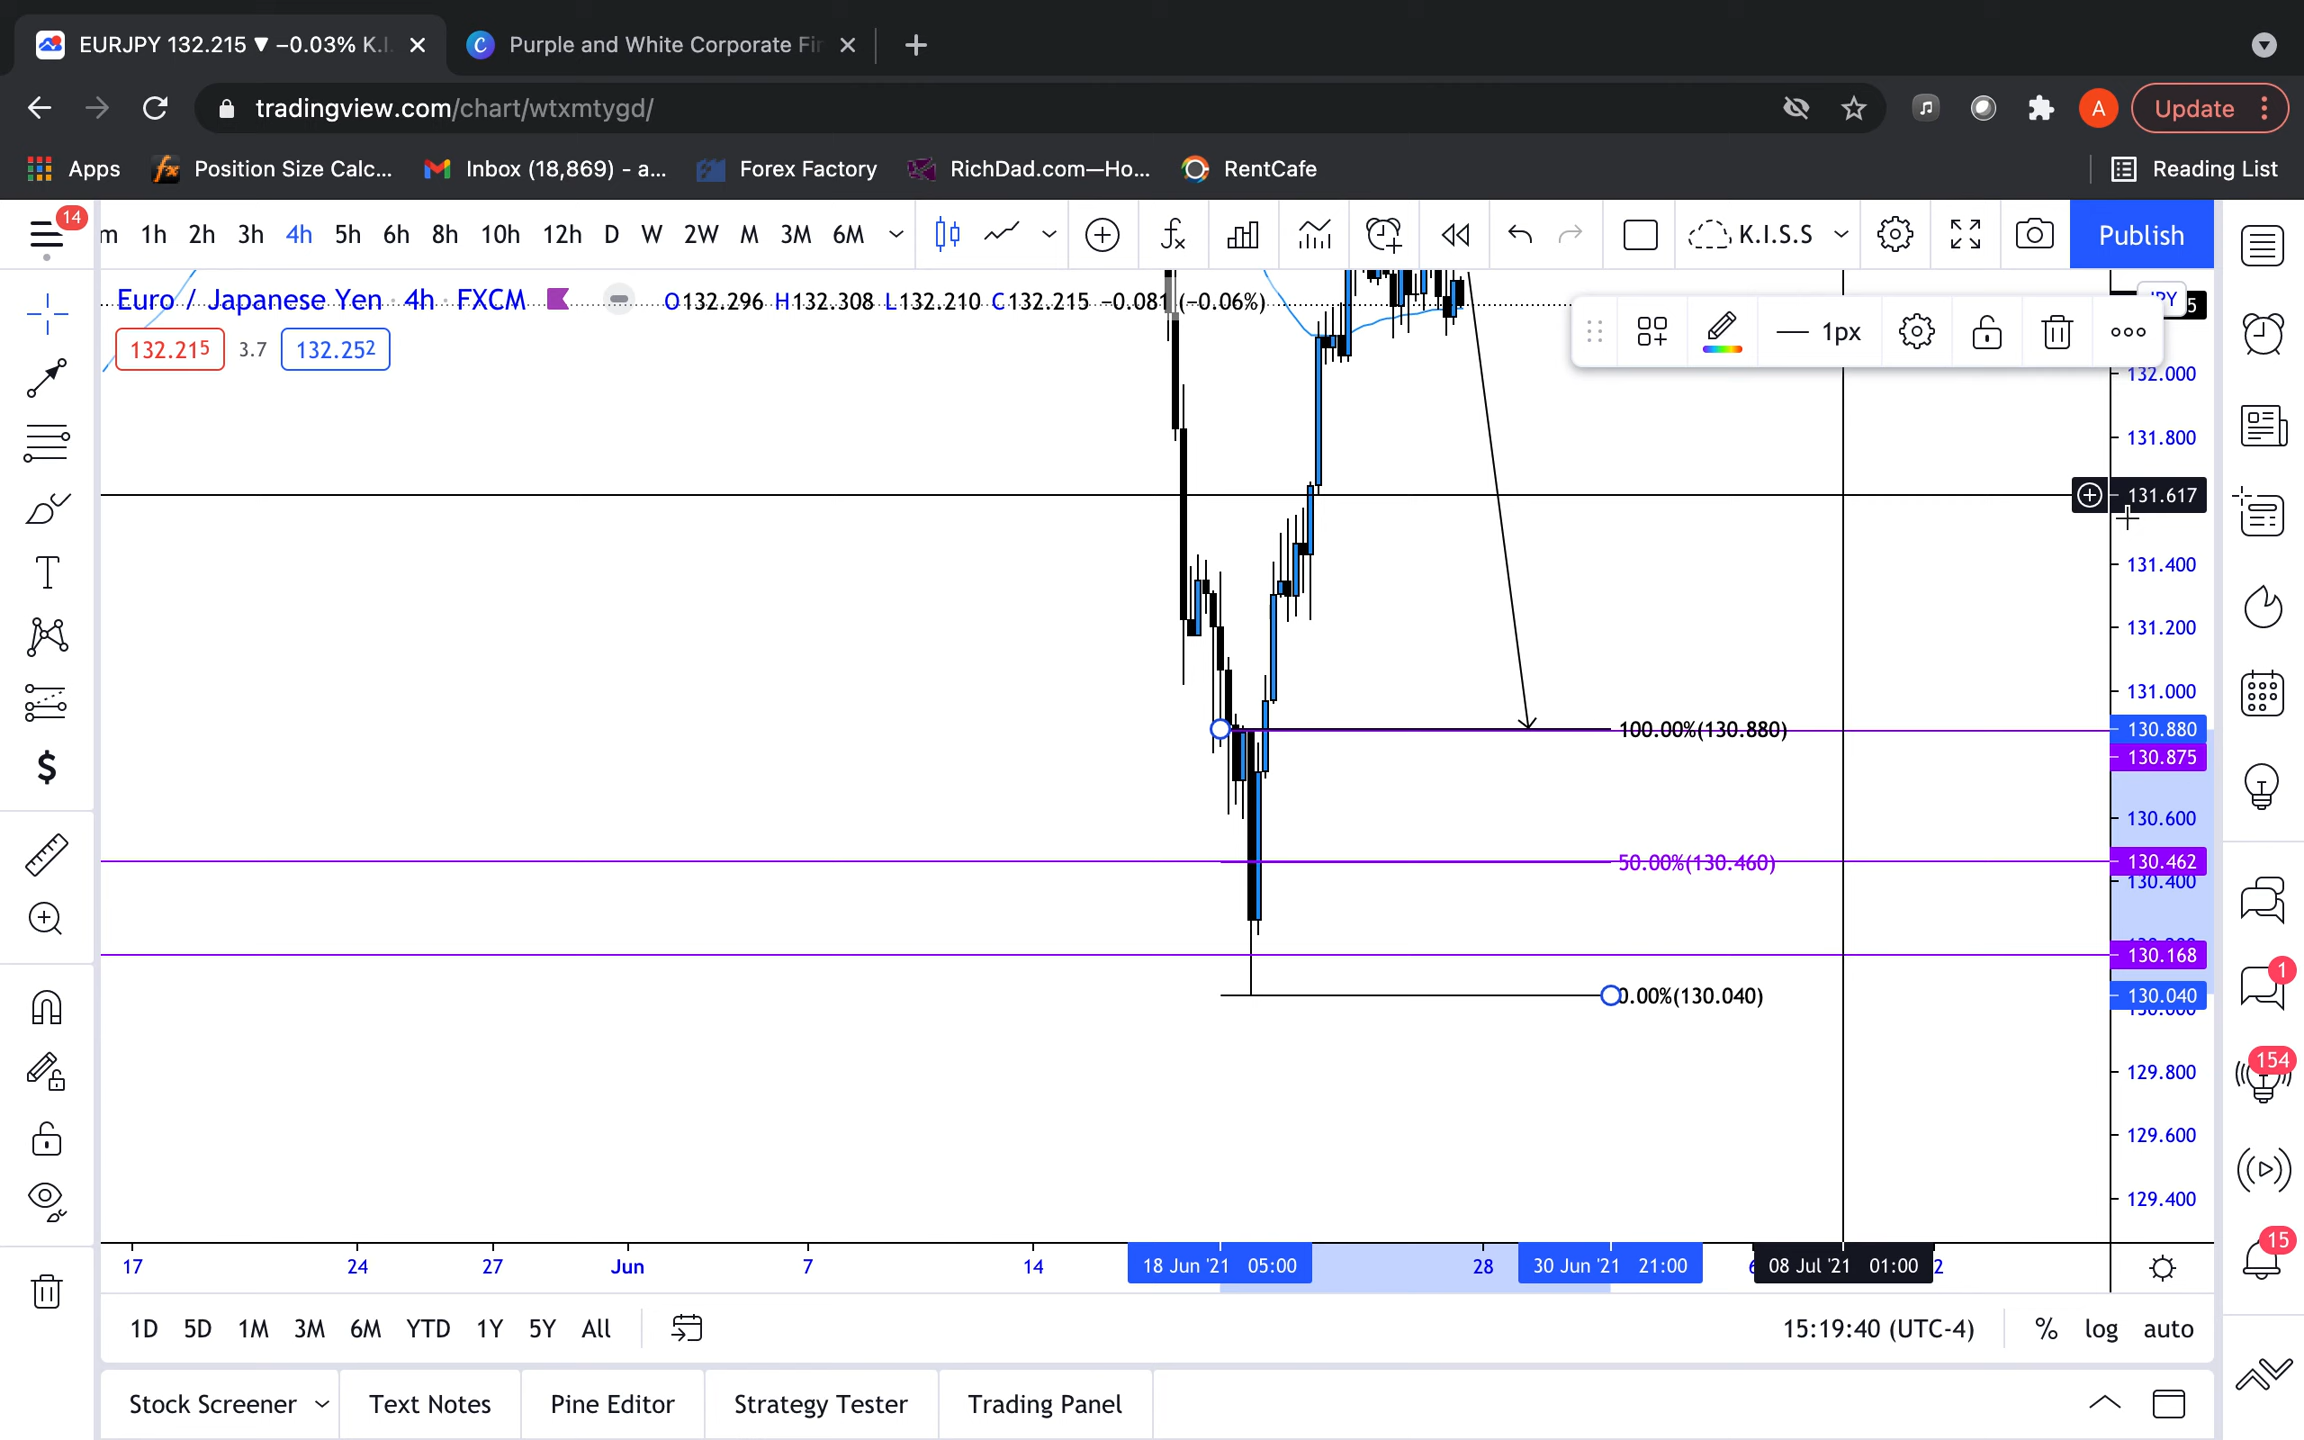 EURJPY 132.215 ▼ −0.03% K.I.
Purple and White Corporate Fin
tradingview.com/chart/wtxmtygd/
A
Update
Apps
Position Size Calc...
Inbox (18,869) - a...
Forex Factory
RichDad.com—Ho...
RentCafe
Reading List
14
m 1h 2h 3h 4h 5h 6h 8h 10h 12h D W 2W M 3M 6M
K.I.S.S
Publish
Euro / Japanese Yen · 4h · FXCM
O132.296 H132.308 L132.210 C132.215 −0.081 (−0.06%)
132.215 3.7 132.252
1px
132.000
131.800
131.617
131.400
131.200
131.000
100.00%(130.880)
130.880
130.875
130.600
50.00%(130.460)
130.462
130.400
130.168
0.00%(130.040)
130.040
129.800
129.600
129.400
1
154
15
17 24 27 Jun 7 14 18 Jun '21 05:00 28 30 Jun '21 21:00 08 Jul '21 01:00
1D 5D 1M 3M 6M YTD 1Y 5Y All
15:19:40 (UTC-4) % log auto
Stock Screener Text Notes Pine Editor Strategy Tester Trading Panel